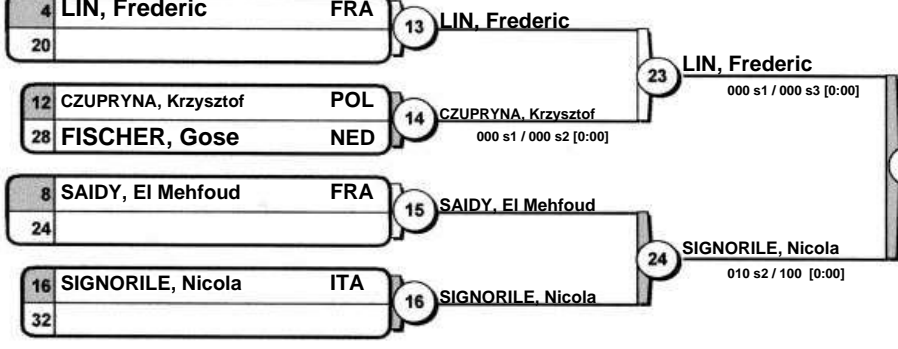 4 LIN, Frederic FRA
20
13 LIN, Frederic
12 CZUPRYNA, Krzysztof POL
28 FISCHER, Gose NED
14 CZUPRYNA, Krzysztof
000 s1 / 000 s2 [0:00]
23 LIN, Frederic
000 s1 / 000 s3 [0:00]
8 SAIDY, El Mehfoud FRA
24
15 SAIDY, El Mehfoud
16 SIGNORILE, Nicola ITA
32
16 SIGNORILE, Nicola
24 SIGNORILE, Nicola
010 s2 / 100 [0:00]